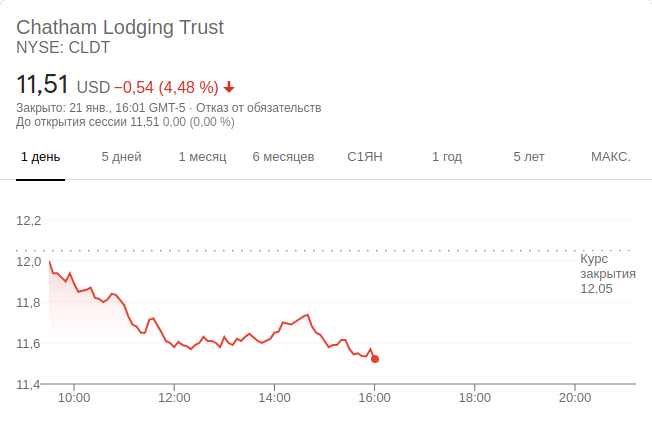 Chatham Lodging Trust
NYSE: CLDT
11,51 USD −0,54 (4,48 %)
Закрыто: 21 янв., 16:01 GMT-5 · Отказ от обязательств
До открытия сессии 11,51 0,00 (0,00 %)
1 день 5 дней 1 месяц 6 месяцев С1ЯН 1 год 5 лет МАКС.
12,2
12,0
11,8
11,6
11,4
Курс
закрытия
12,05
10:00 12:00 14:00 16:00 18:00 20:00